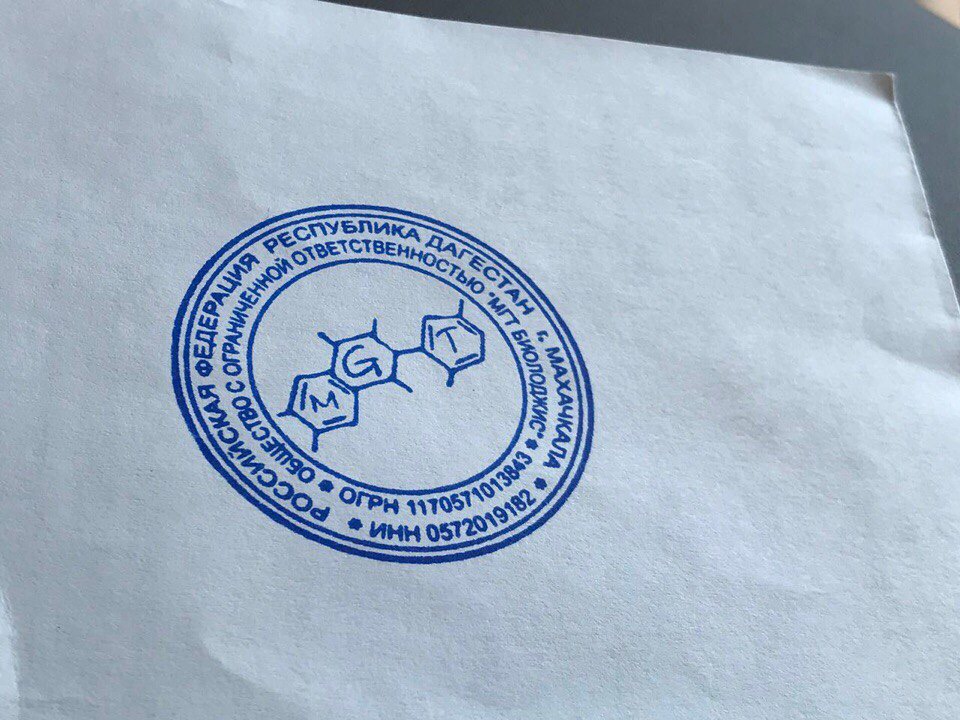 РОССИЙСКАЯ ФЕДЕРАЦИЯ РЕСПУБЛИКА ДАГЕСТАН г. МАХАЧКАЛА
* ИНН 0572019182 *
ОБЩЕСТВО С ОГРАНИЧЕННОЙ ОТВЕТСТВЕННОСТЬЮ "МГТ БИОЛОДЖИС"
* ОГРН 1170571013843 *
M G T